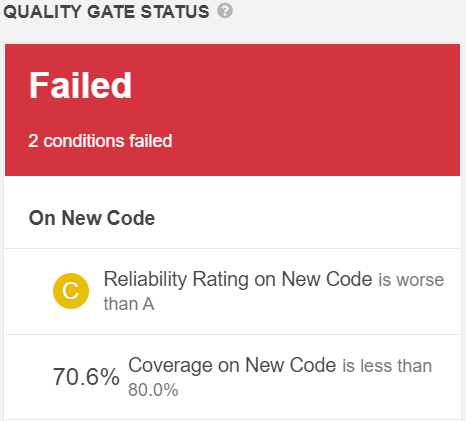 QUALITY GATE STATUS ?
Failed
2 conditions failed
On New Code
C Reliability Rating on New Code is worse
than A
70.6% Coverage on New Code is less than
80.0%